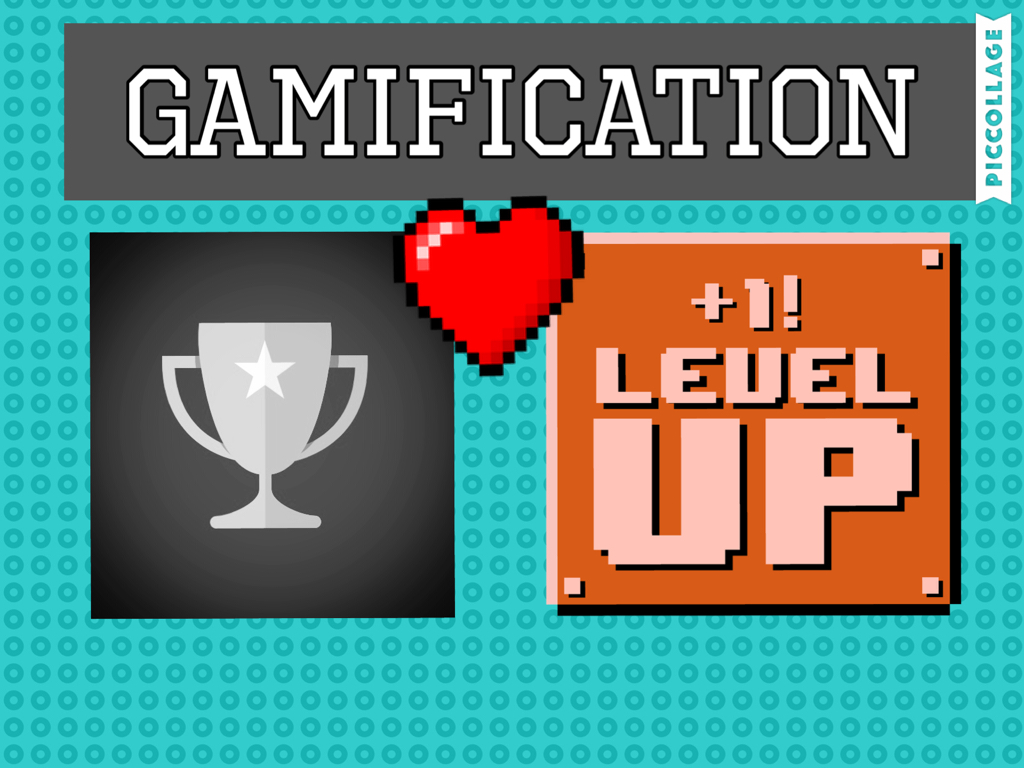 GAMIFICATION
PICCOLLAGE
+1!
LEVEL
UP